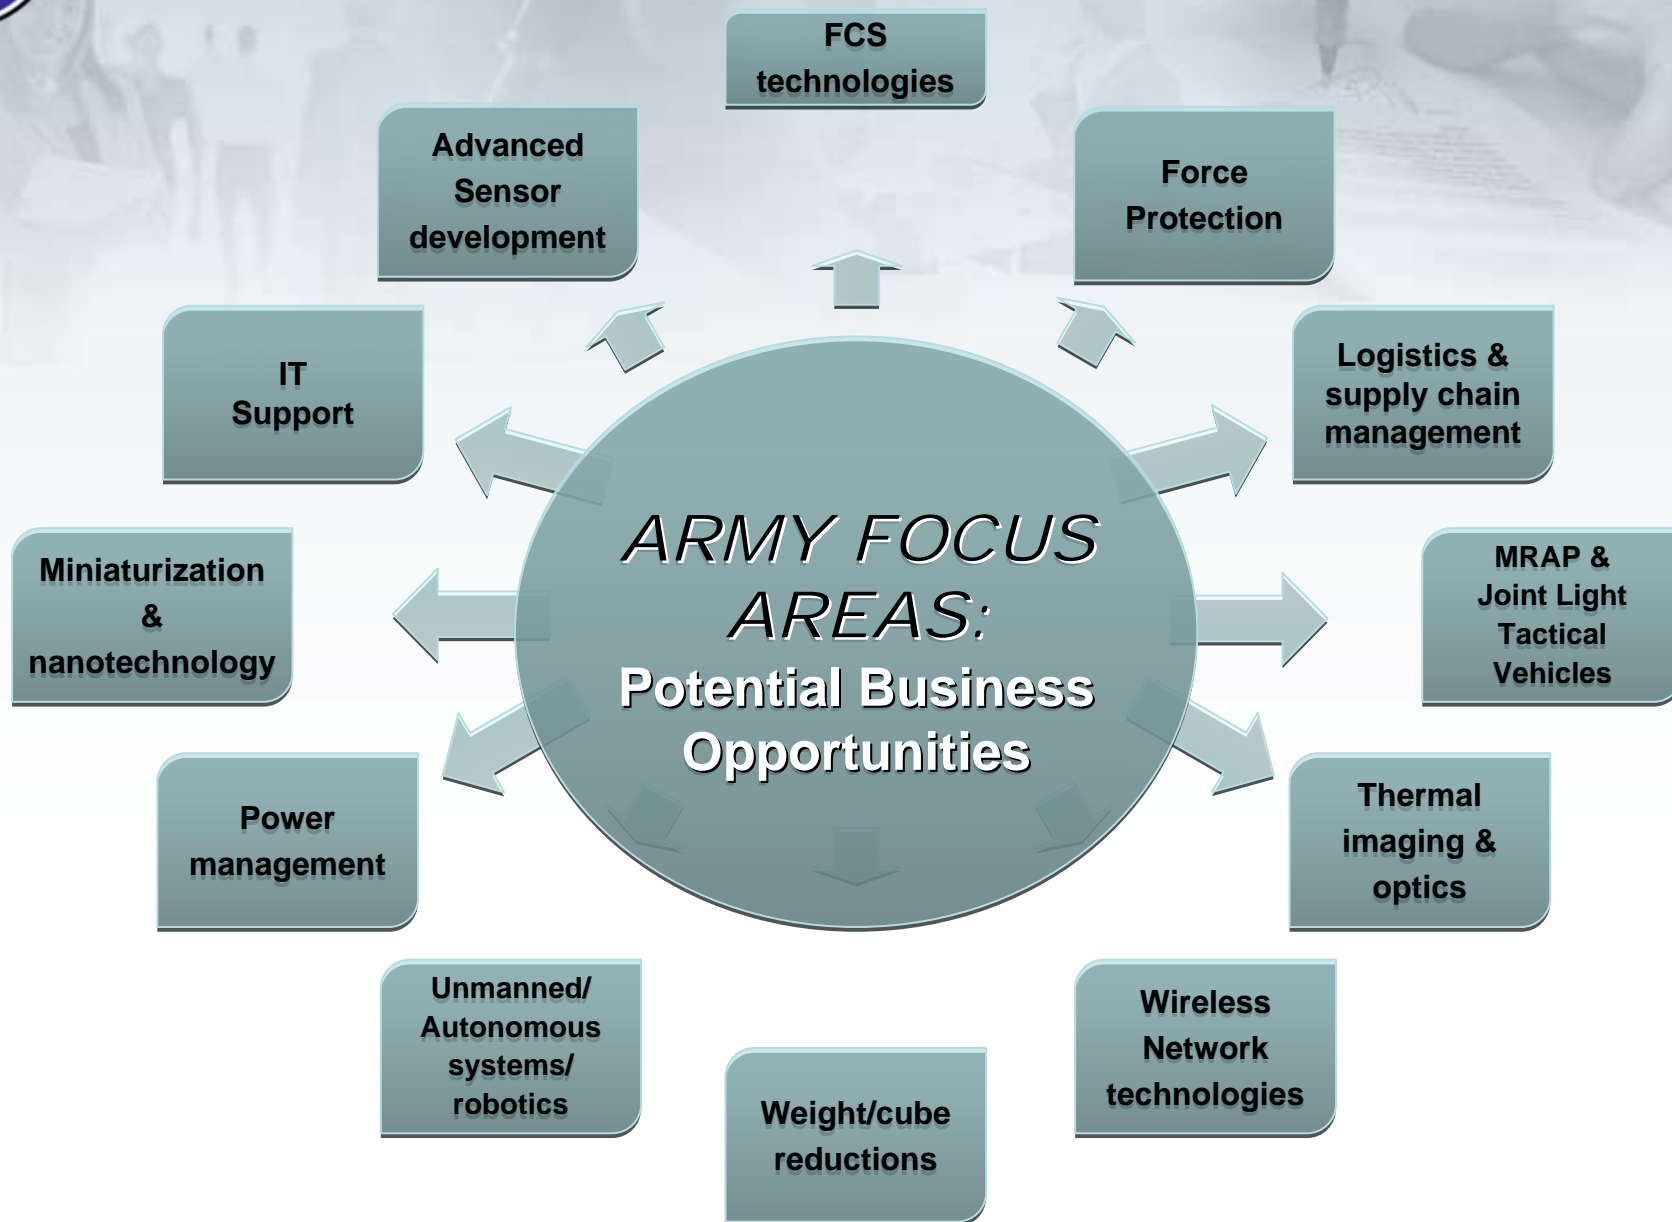 FCS
technologies
Advanced
Sensor
development
Force
Protection
IT
Support
Logistics &
supply chain
management
ARMY FOCUS
AREAS:
Potential Business
Opportunities
Miniaturization
&
nanotechnology
MRAP &
Joint Light
Tactical
Vehicles
Power
management
Thermal
imaging &
optics
Unmanned/
Autonomous
systems/
robotics
Wireless
Network
technologies
Weight/cube
reductions